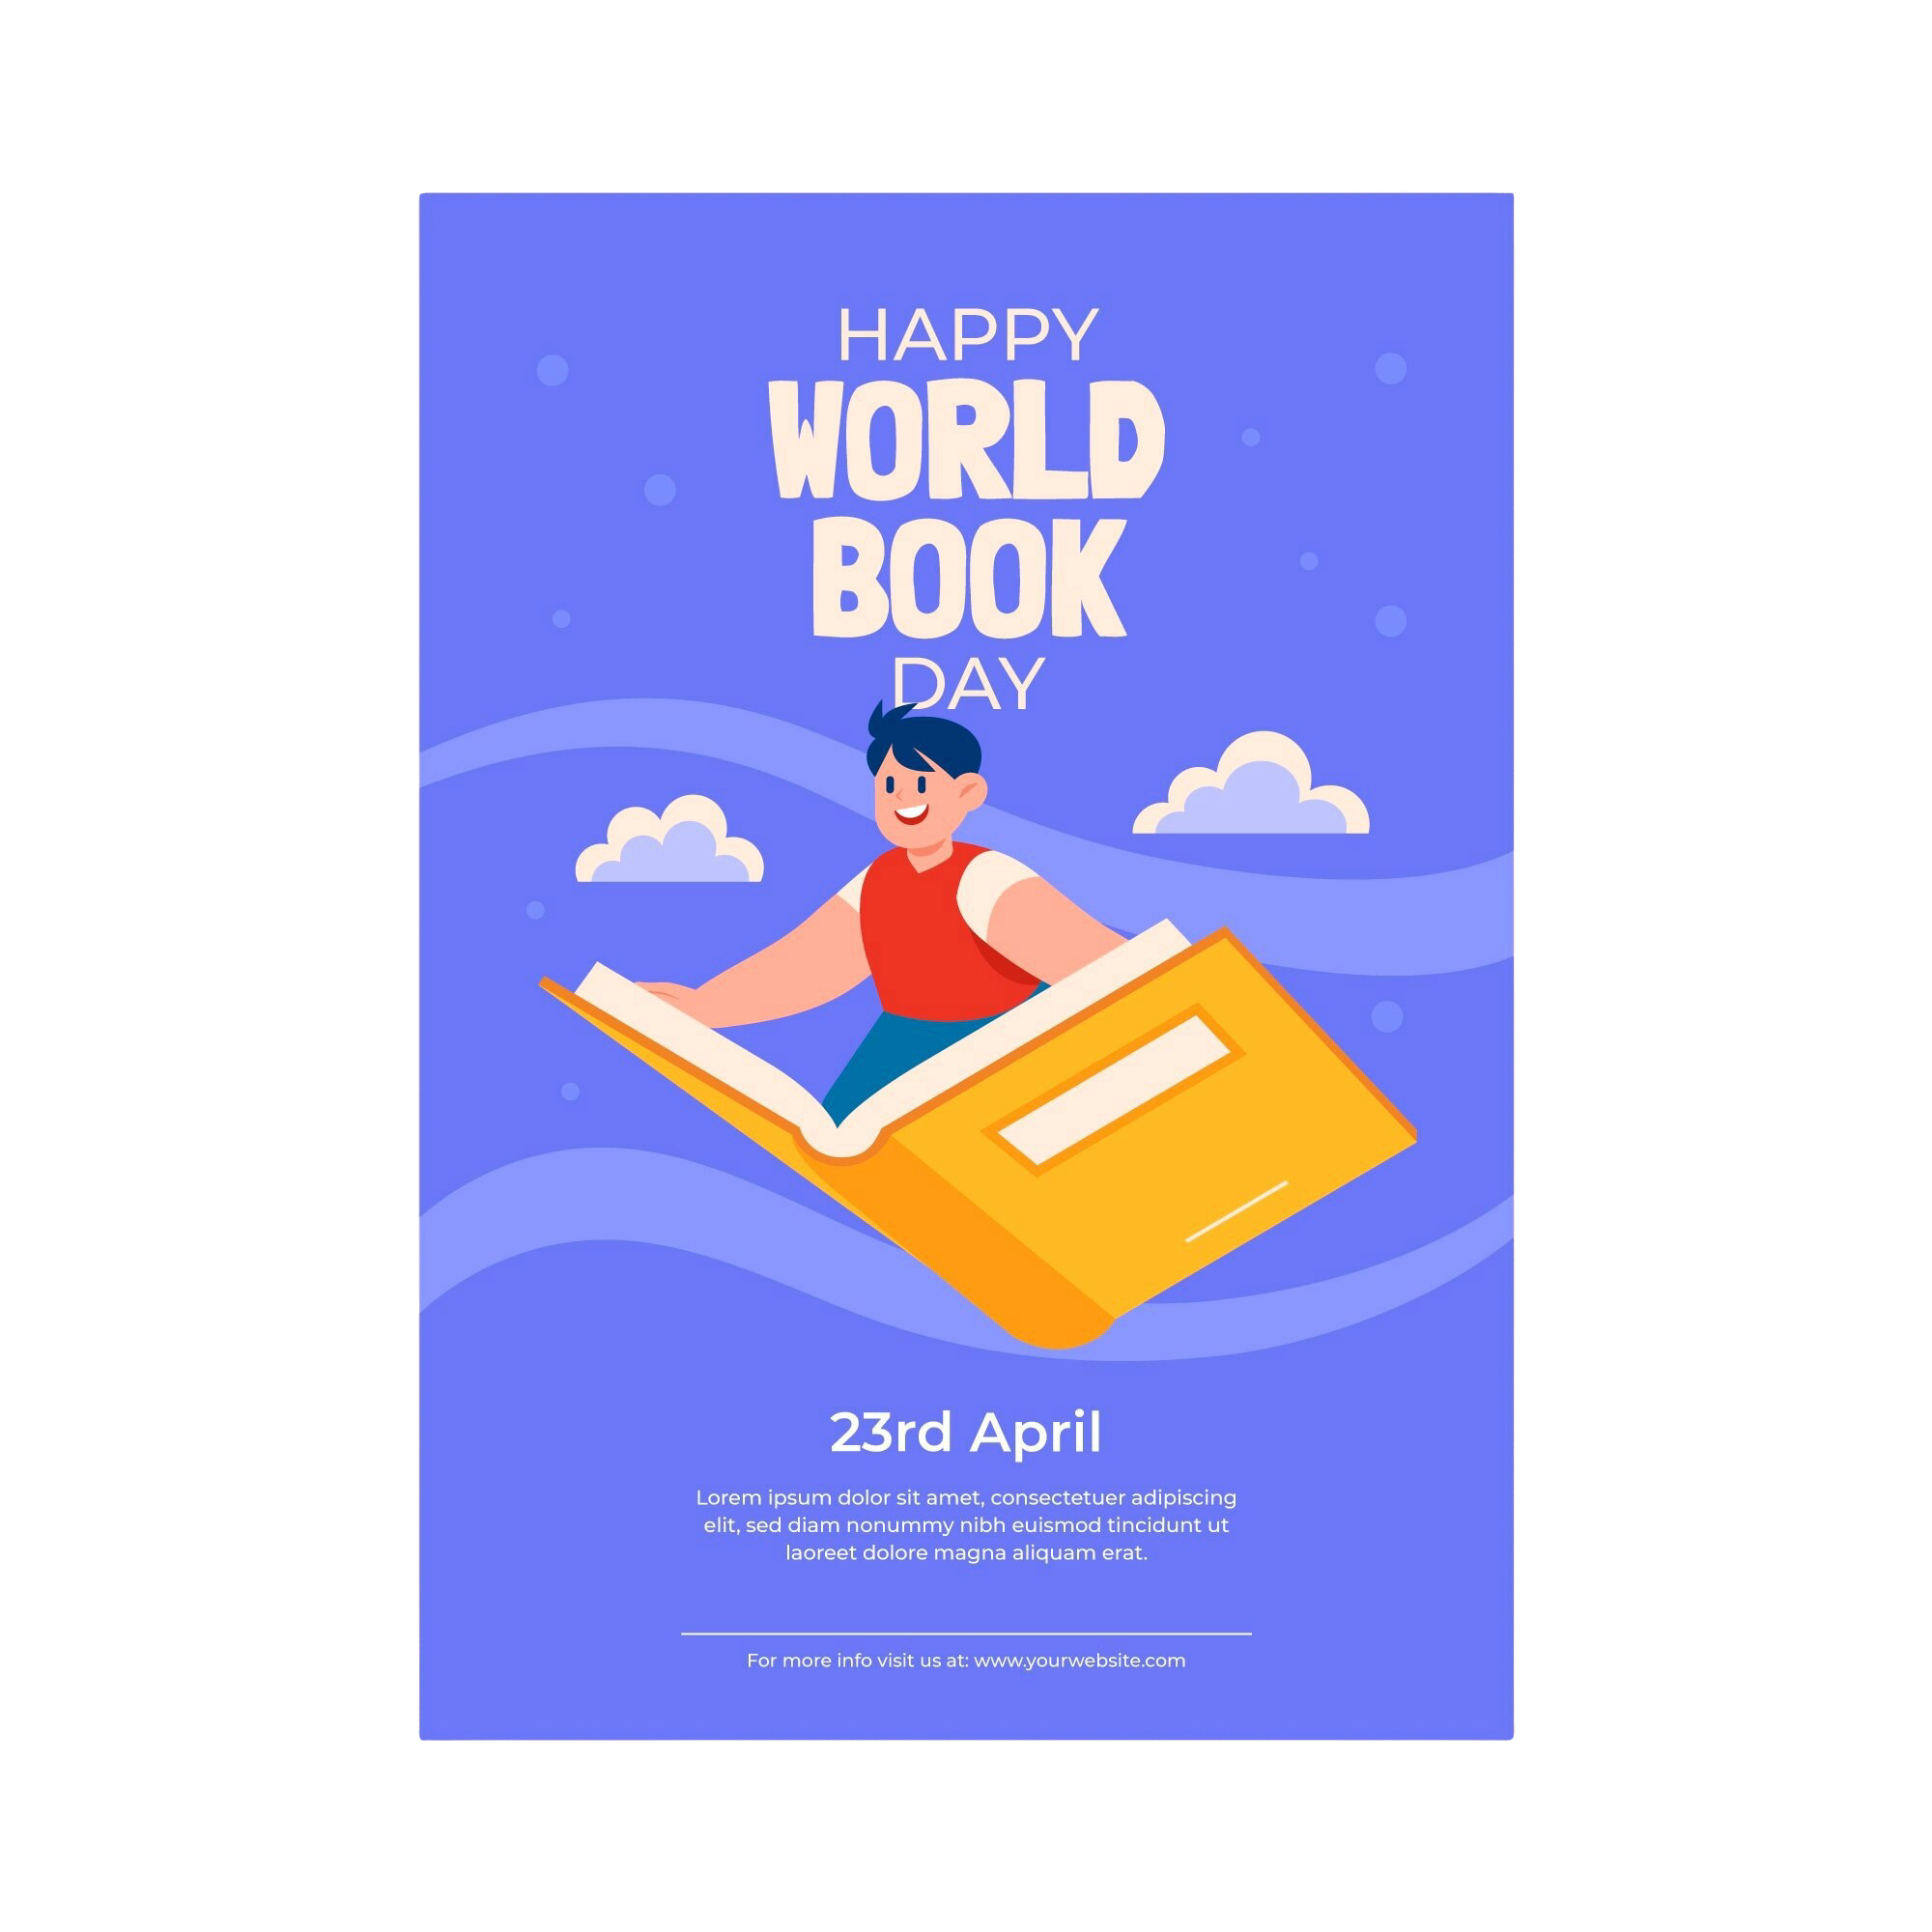 HAPPY
WORLD
BOOK
DAY
23rd April
Lorem ipsum dolor sit amet, consectetuer adipiscing
elit, sed diam nonummy nibh euismod tincidunt ut
laoreet dolore magna aliquam erat.
For more info visit us at: www.yourwebsite.com